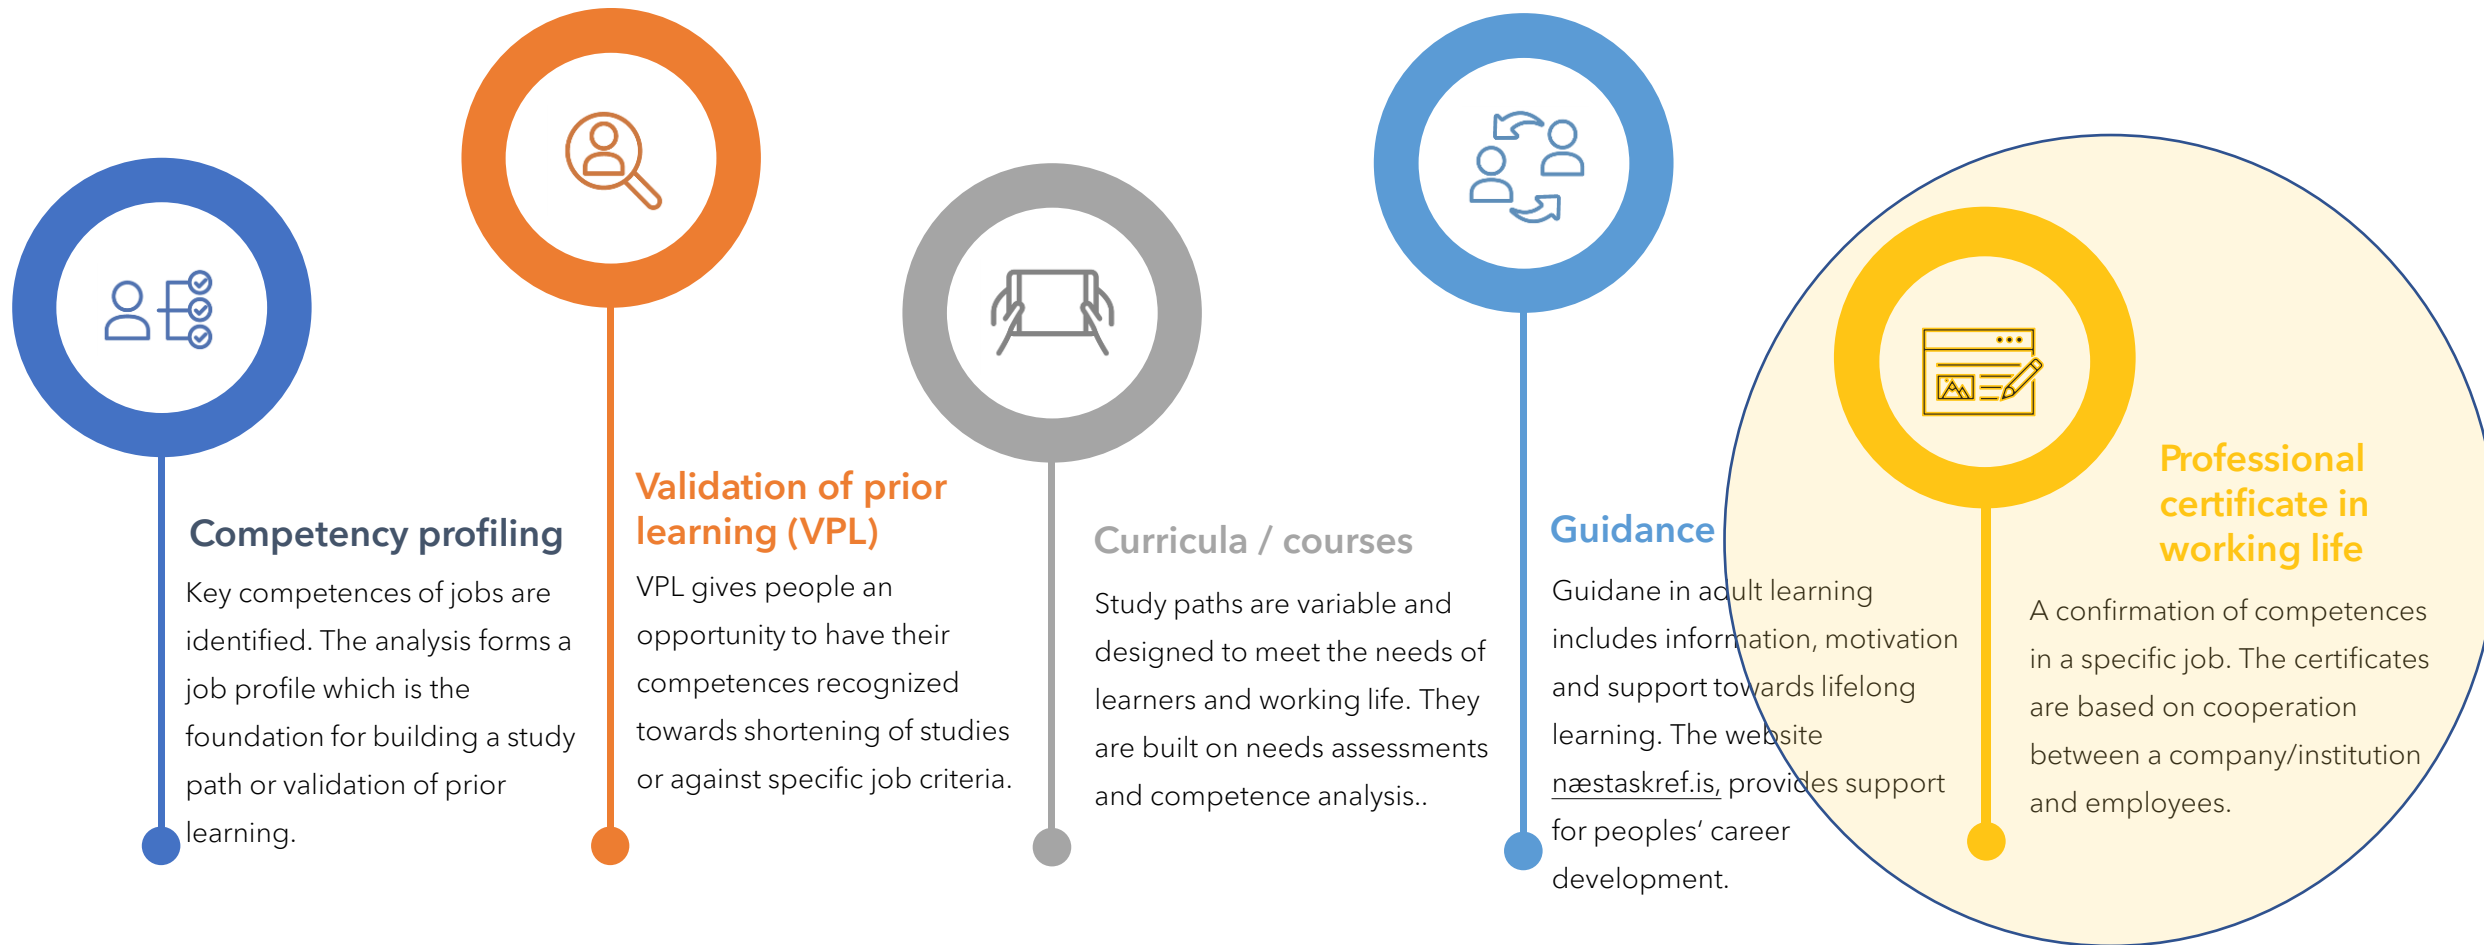 Competency profiling
Key competences of jobs are
identified. The analysis forms a
job profile which is the
foundation for building a study
path or validation of prior
learning.
Validation of prior
learning (VPL)
VPL gives people an
opportunity to have their
competences recognized
towards shortening of studies
or against specific job criteria.
Curricula / courses
Study paths are variable and
designed to meet the needs of
learners and working life. They
are built on needs assessments
and competence analysis..
Guidance
Guidane in adult learning
includes information, motivation
and support towards lifelong
learning. The website
næstaskref.is, provides support
for peoples‘ career
development.
Professional
certificate in
working life
A confirmation of competences
in a specific job. The certificates
are based on cooperation
between a company/institution
and employees.